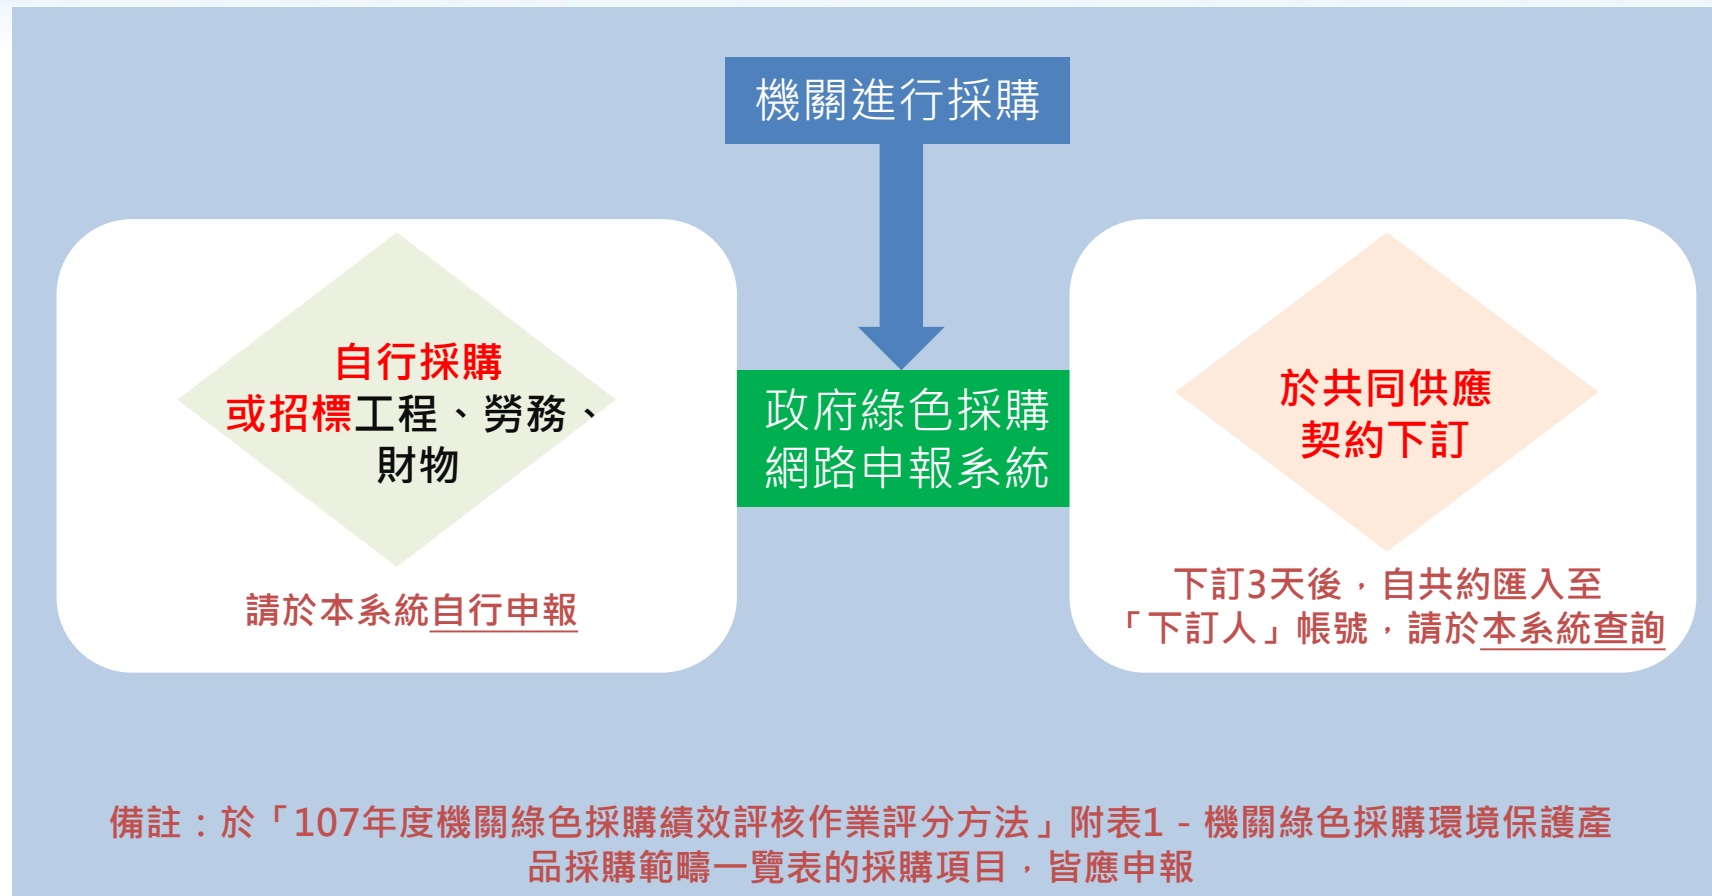 機關進行採購
自行採購
或招標工程、勞務、
財物
請於本系統自行申報
政府綠色採購
網路申報系統
於共同供應
契約下訂
下訂3天後，自共約匯入至
「下訂人」帳號，請於本系統查詢
備註：於「107年度機關綠色採購績效評核作業評分方法」附表1－機關綠色採購環境保護產
品採購範疇一覽表的採購項目，皆應申報